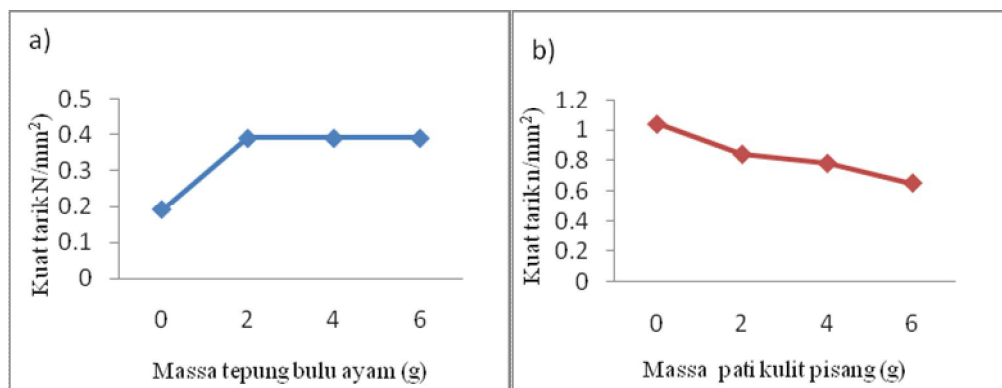 a)
Kuat tarik N/mm²
0.5
0.4
0.3
0.2
0.1
0
0 2 4 6
Massa tepung bulu ayam (g)
b)
Kuat tarik n/mm²
1.2
1
0.8
0.6
0.4
0.2
0
0 2 4 6
Massa pati kulit pisang (g)